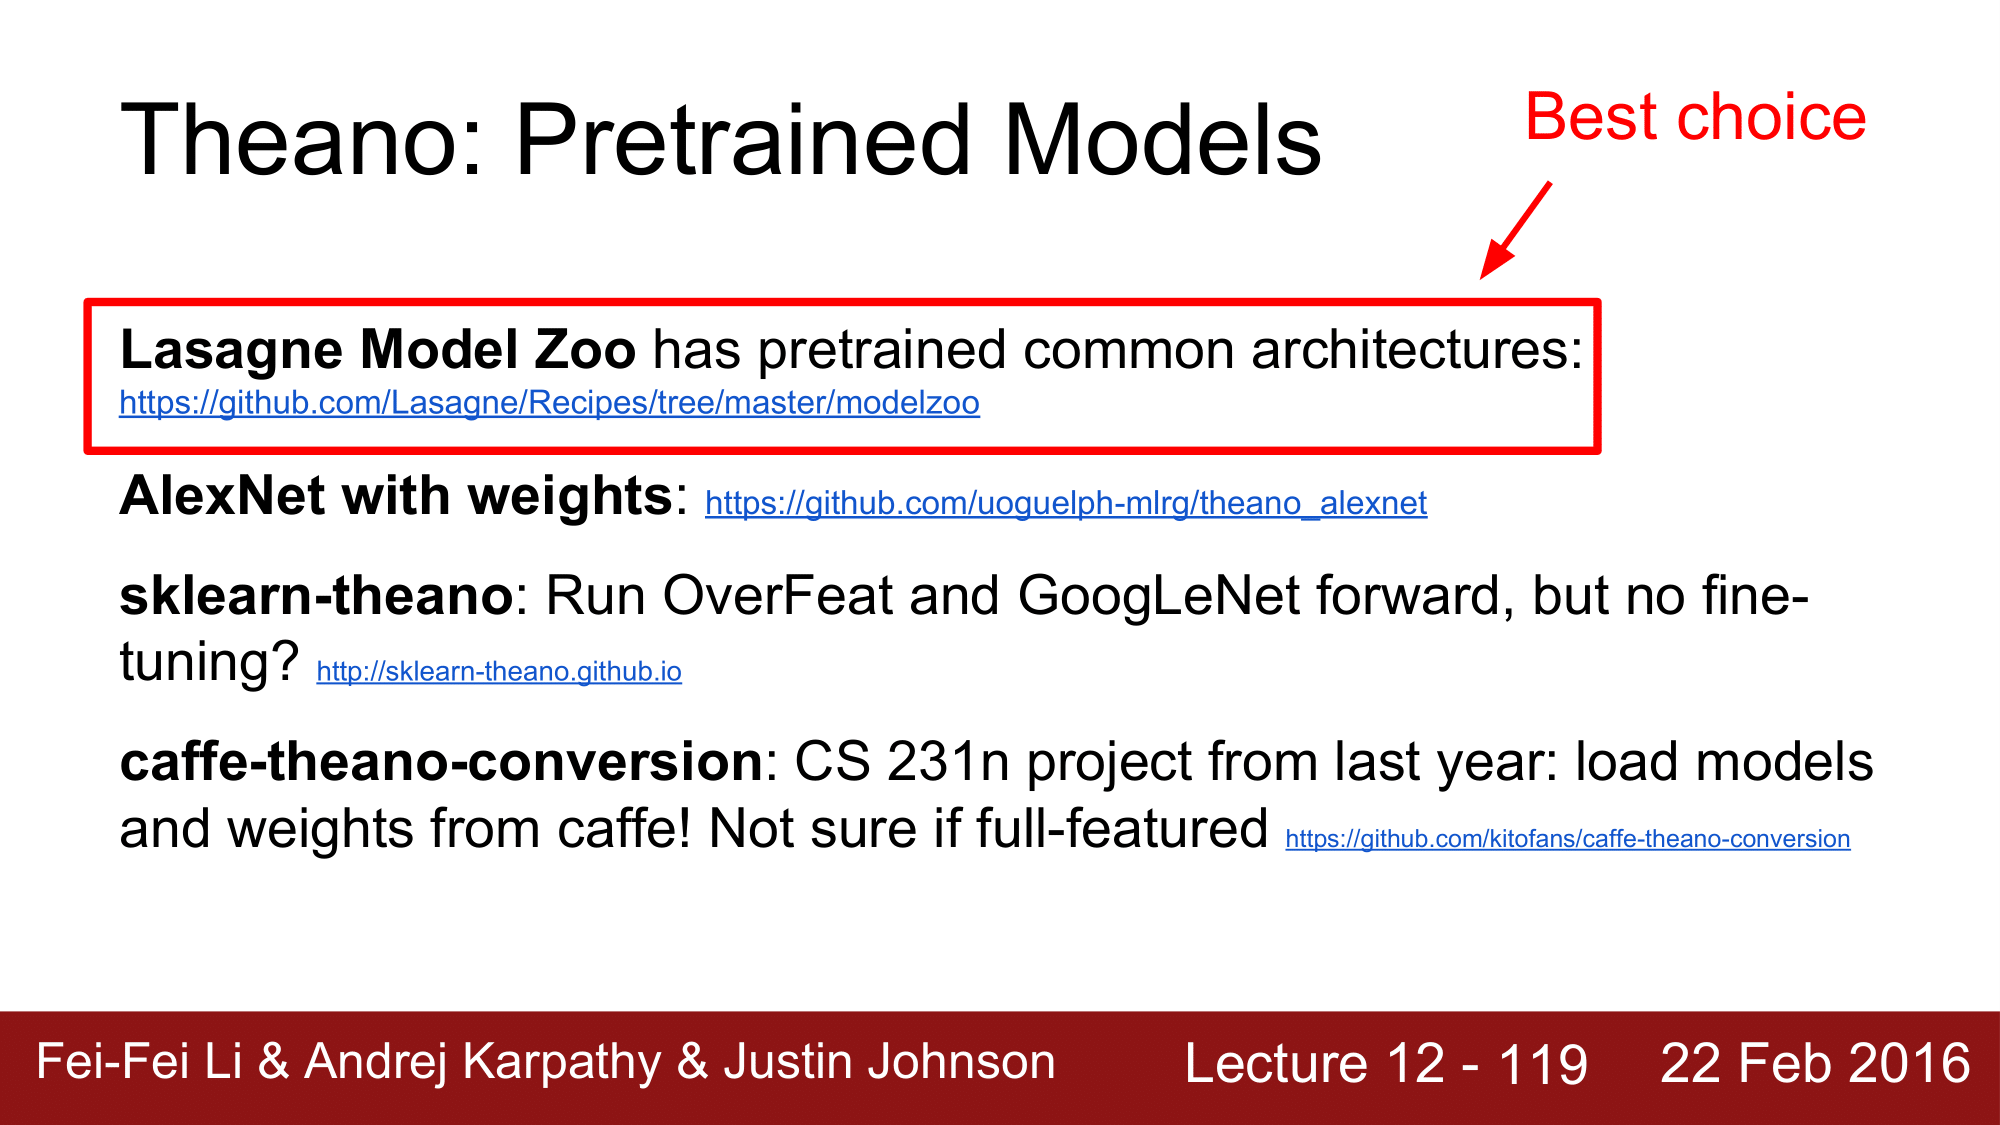 Theano: Pretrained Models
Best choice
Lasagne Model Zoo has pretrained common architectures:
https://github.com/Lasagne/Recipes/tree/master/modelzoo
AlexNet with weights: https://github.com/uoguelph-mlrg/theano_alexnet
sklearn-theano: Run OverFeat and GoogLeNet forward, but no fine-
tuning? http://sklearn-theano.github.io
caffe-theano-conversion: CS 231n project from last year: load models
and weights from caffe! Not sure if full-featured https://github.com/kitofans/caffe-theano-conversion
Fei-Fei Li & Andrej Karpathy & Justin Johnson Lecture 12 - 119 22 Feb 2016